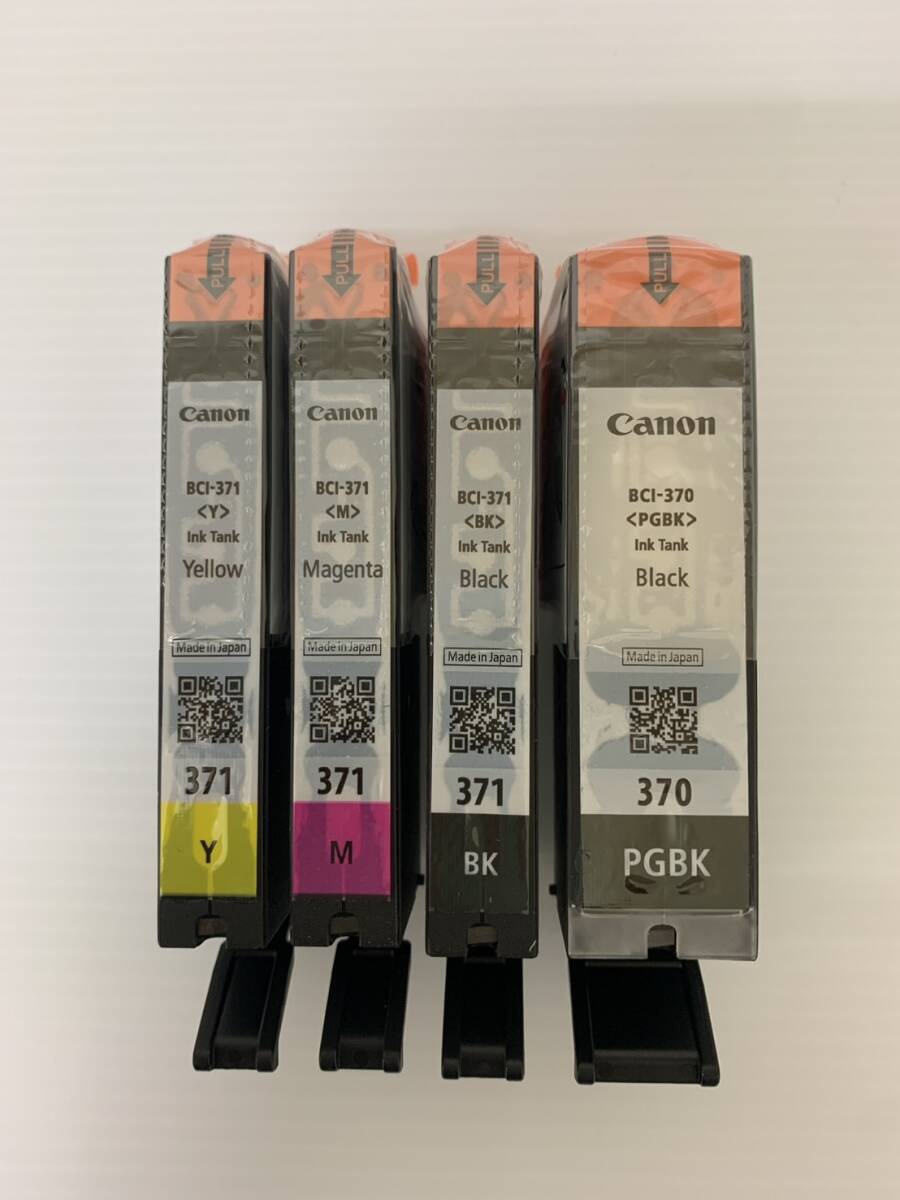 PULL
Canon
BCI-371
<Y>
Ink Tank
Yellow
Made in Japan
371
Y
PULL
Canon
BCI-371
<M>
Ink Tank
Magenta
Made in Japan
371
M
PULL
Canon
BCI-371
<BK>
Ink Tank
Black
Made in Japan
371
BK
PULL
Canon
BCI-370
<PGBK>
Ink Tank
Black
Made in Japan
370
PGBK